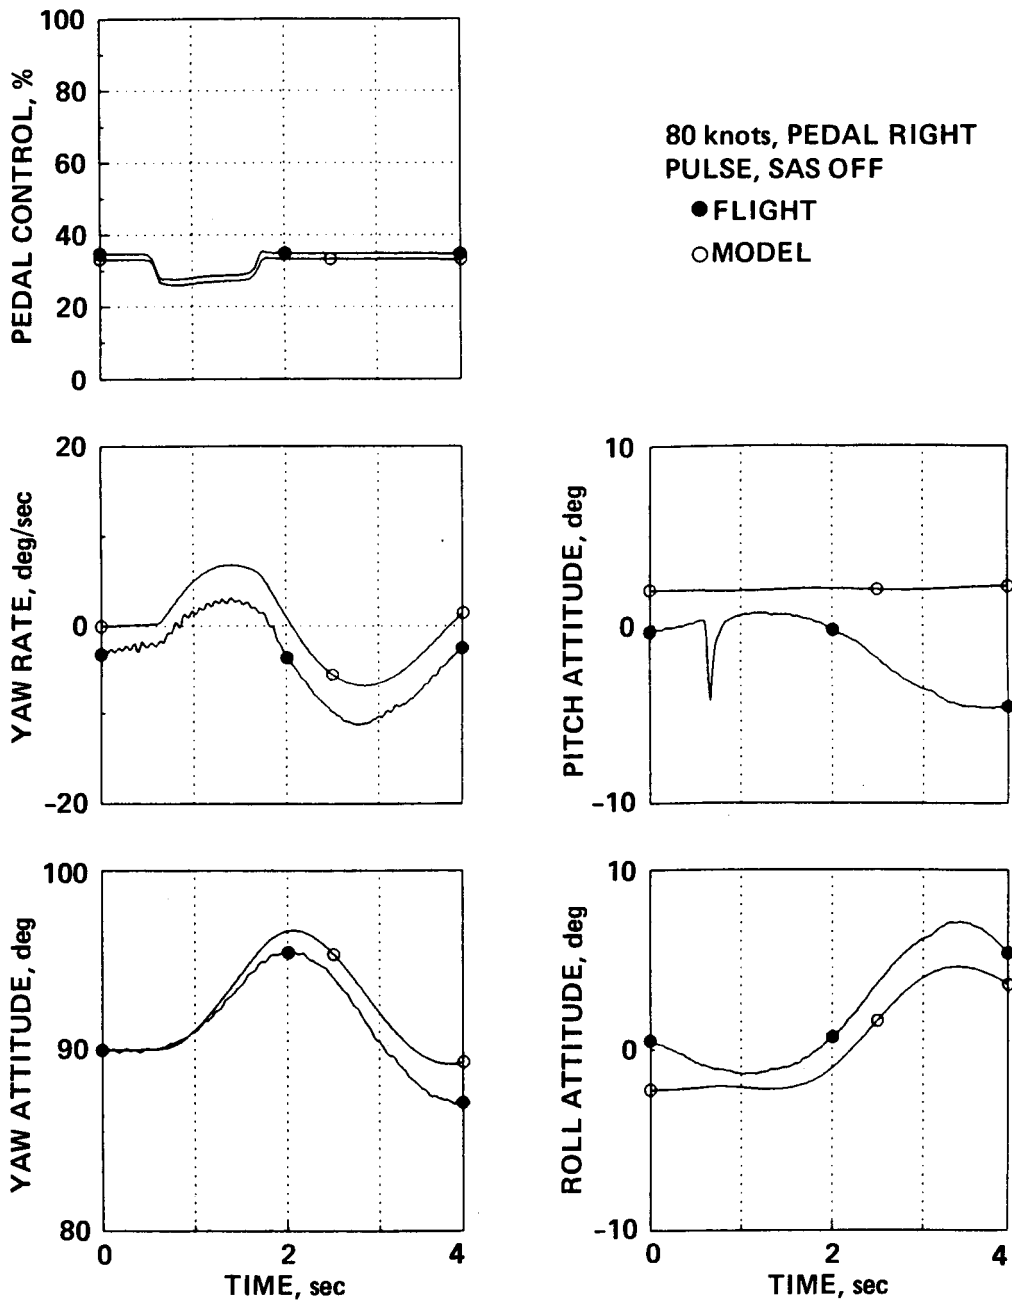 100
80
60
40
20
0
PEDAL CONTROL, %
80 knots, PEDAL RIGHT
PULSE, SAS OFF
FLIGHT
MODEL
20
0
-20
YAW RATE, deg/sec
10
0
-10
PITCH ATTITUDE, deg
100
90
80
YAW ATTITUDE, deg
0 2 4
TIME, sec
10
0
-10
ROLL ATTITUDE, deg
0 2 4
TIME, sec